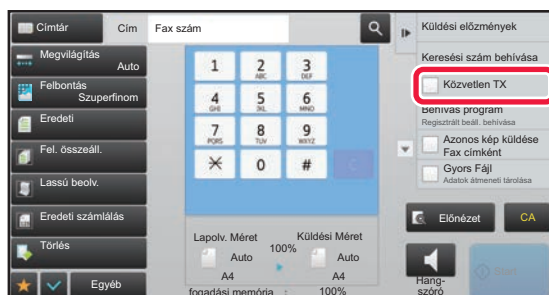 Címtár
Cím
Fax szám
Megvilágítás
Auto
Felbontás
Szuperfinom
Eredeti
Fel. összeáll.
Lassú beolv.
Eredeti számlálás
Törlés
Egyéb
1
2
ABC
3
DEF
4
GHI
5
JKL
6
MNO
7
PQRS
8
TUV
9
WXYZ
0
#
C
Lapolv. Méret
Küldési Méret
100%
Auto
Auto
A4
A4
fogadási memória : 100%
Küldési előzmények
Keresési szám behívása
Közvetlen TX
Behívás program
Regisztrált beáll. behívása
Azonos kép küldése
Fax címként
Gyors Fájl
Adatok átmeneti tárolása
Előnézet
CA
Hang-
szóró
Start